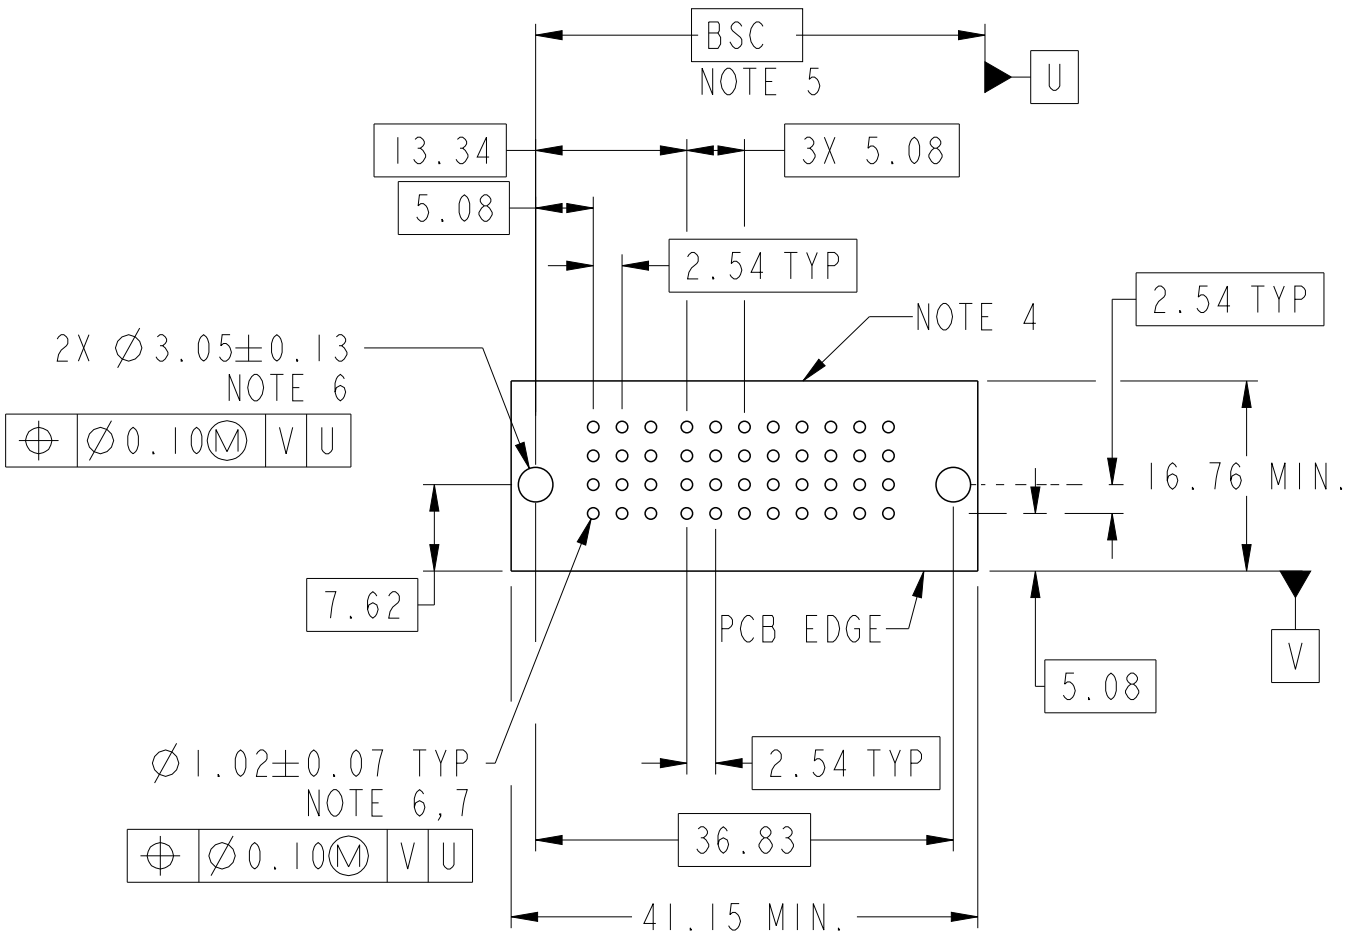 BSC
NOTE 5
U
13.34
3X 5.08
5.08
2.54 TYP
2.54 TYP
NOTE 4
2X ⌀3.05±0.13
NOTE 6
⌖ ⌀0.10Ⓜ V U
16.76 MIN.
7.62
PCB EDGE
V
5.08
⌀1.02±0.07 TYP
NOTE 6,7
2.54 TYP
⌖ ⌀0.10Ⓜ V U
36.83
41.15 MIN.